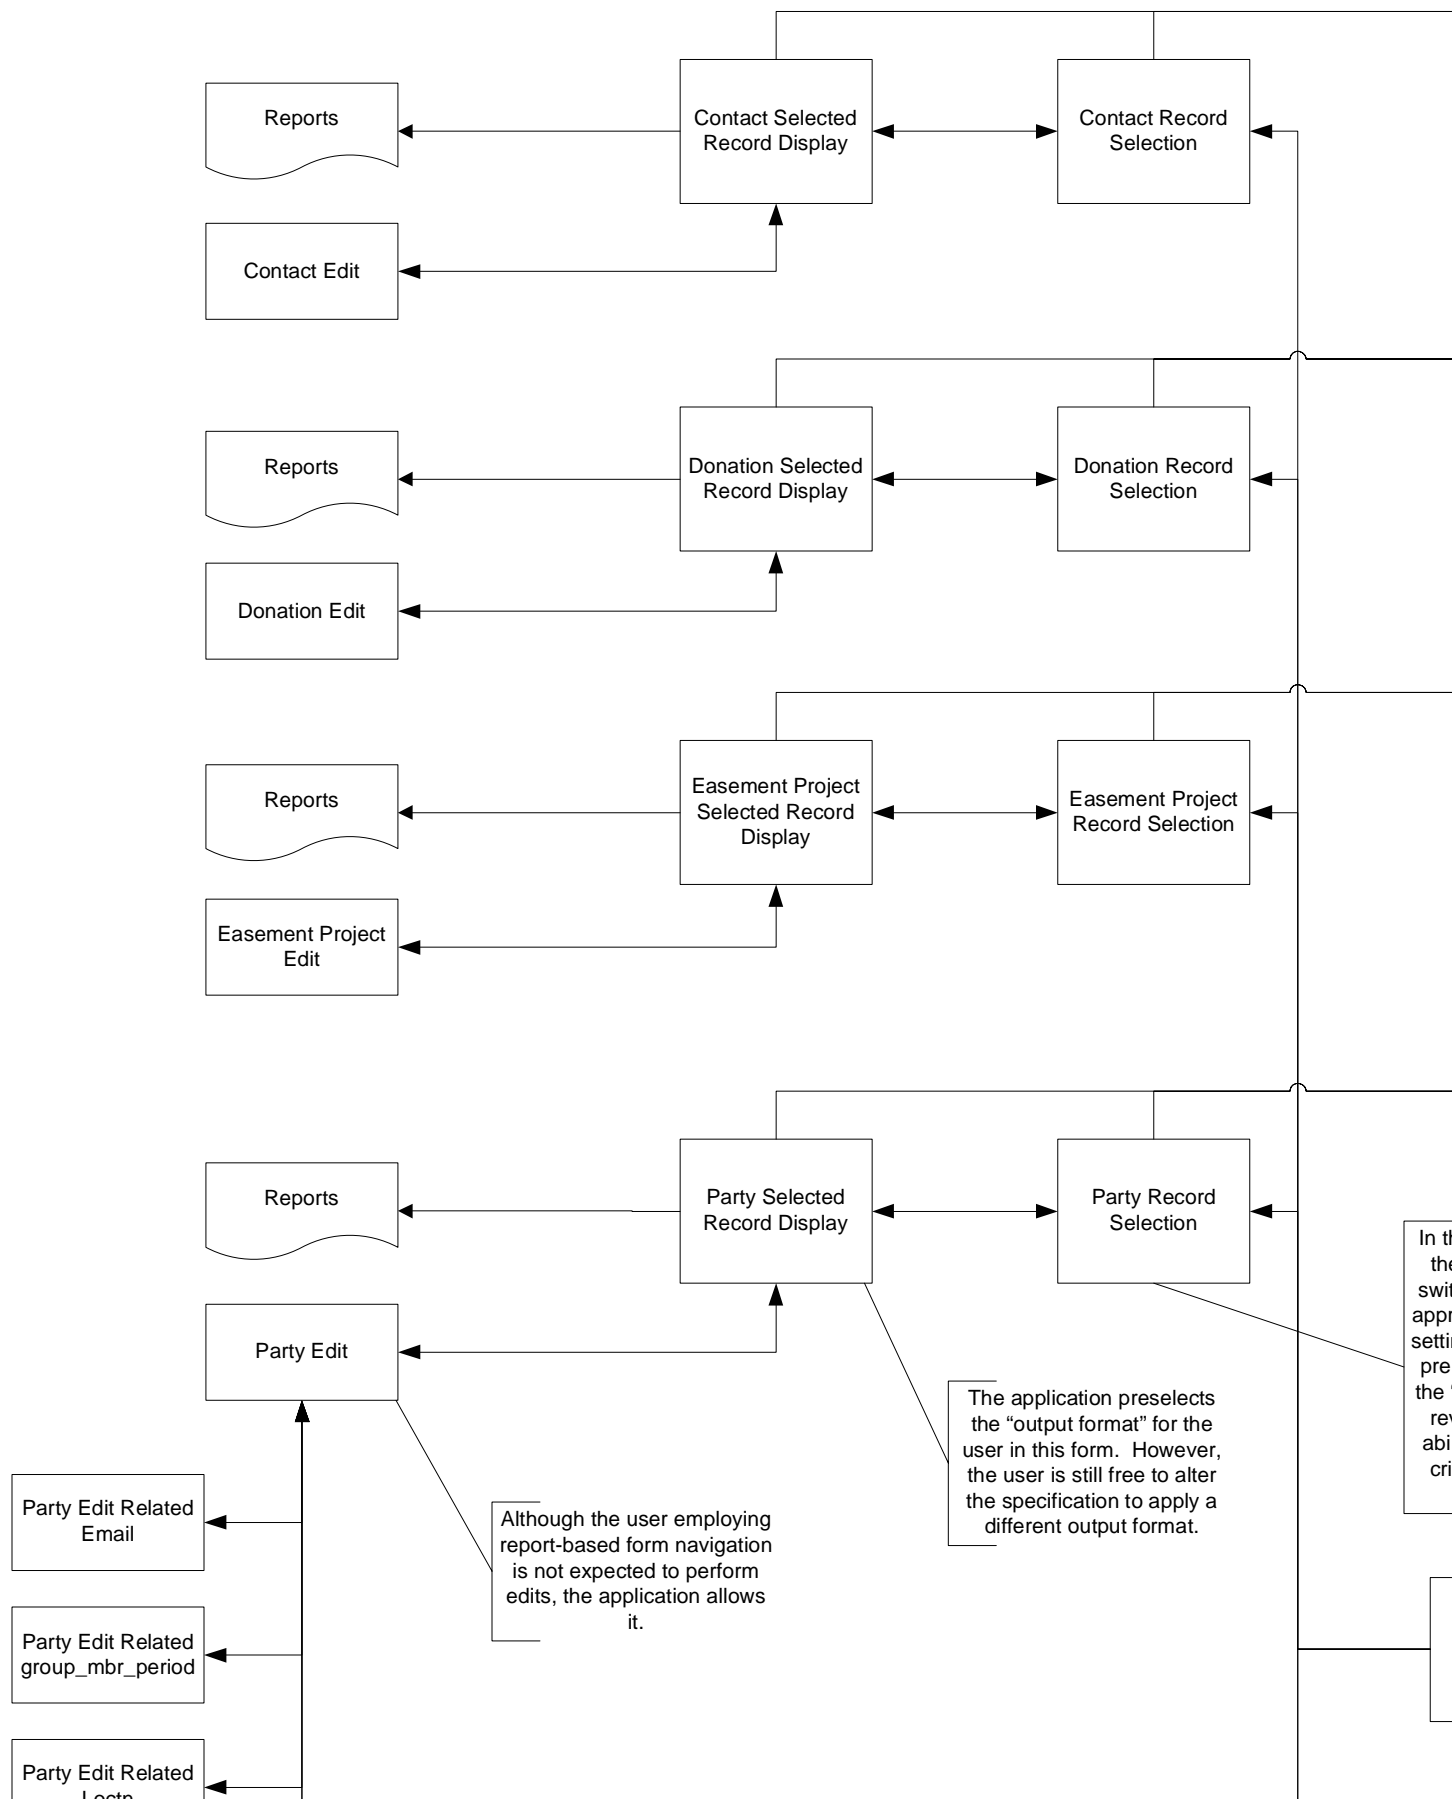 Reports
Contact Selected
Record Display
Contact Record
Selection
Contact Edit
Reports
Donation Selected
Record Display
Donation Record
Selection
Donation Edit
Reports
Easement Project
Selected Record
Display
Easement Project
Record Selection
Easement Project
Edit
Reports
Party Selected
Record Display
Party Record
Selection
Party Edit
The application preselects
the “output format” for the
user in this form.  However,
the user is still free to alter
the specification to apply a
different output format.
In
the
Although the user employing
report-based form navigation
is not expected to perform
edits, the application allows
it.
Party Edit Related
Email
Party Edit Related
group_mbr_period
Party Edit Related